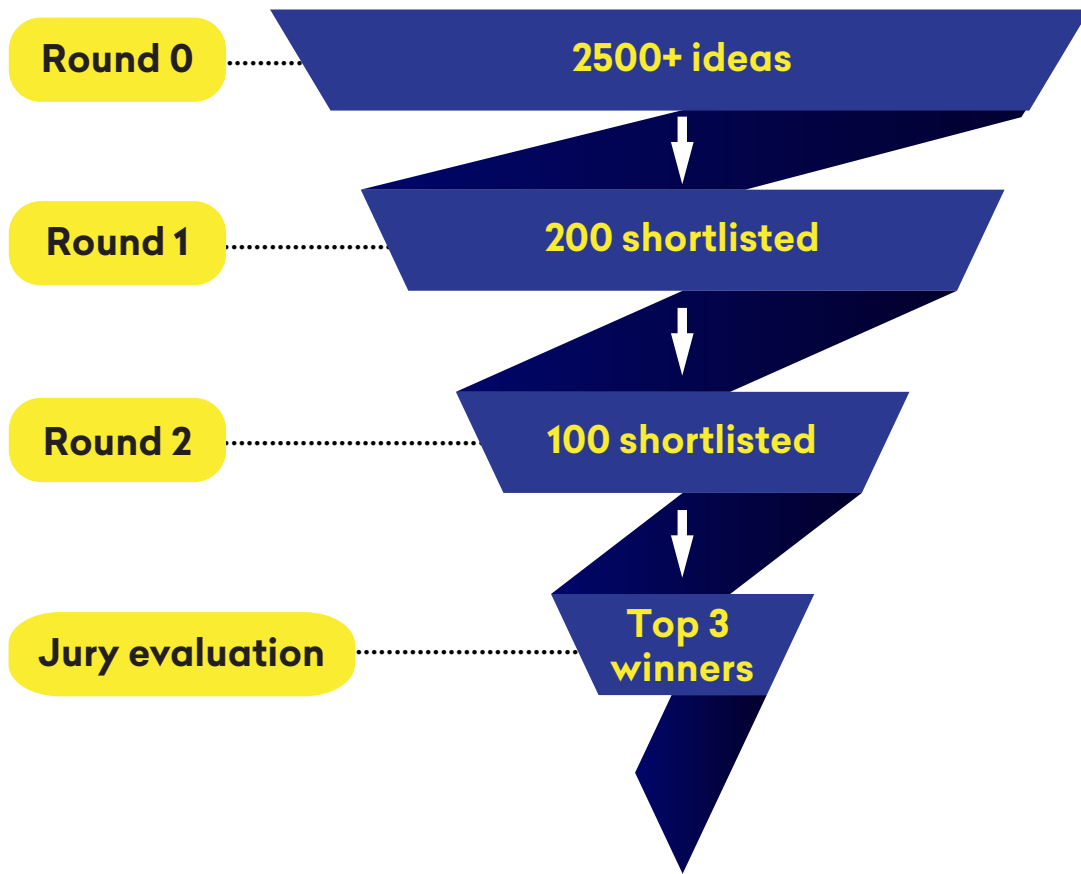 Round 0
2500+ ideas
Round 1
200 shortlisted
Round 2
100 shortlisted
Jury evaluation
Top 3
winners